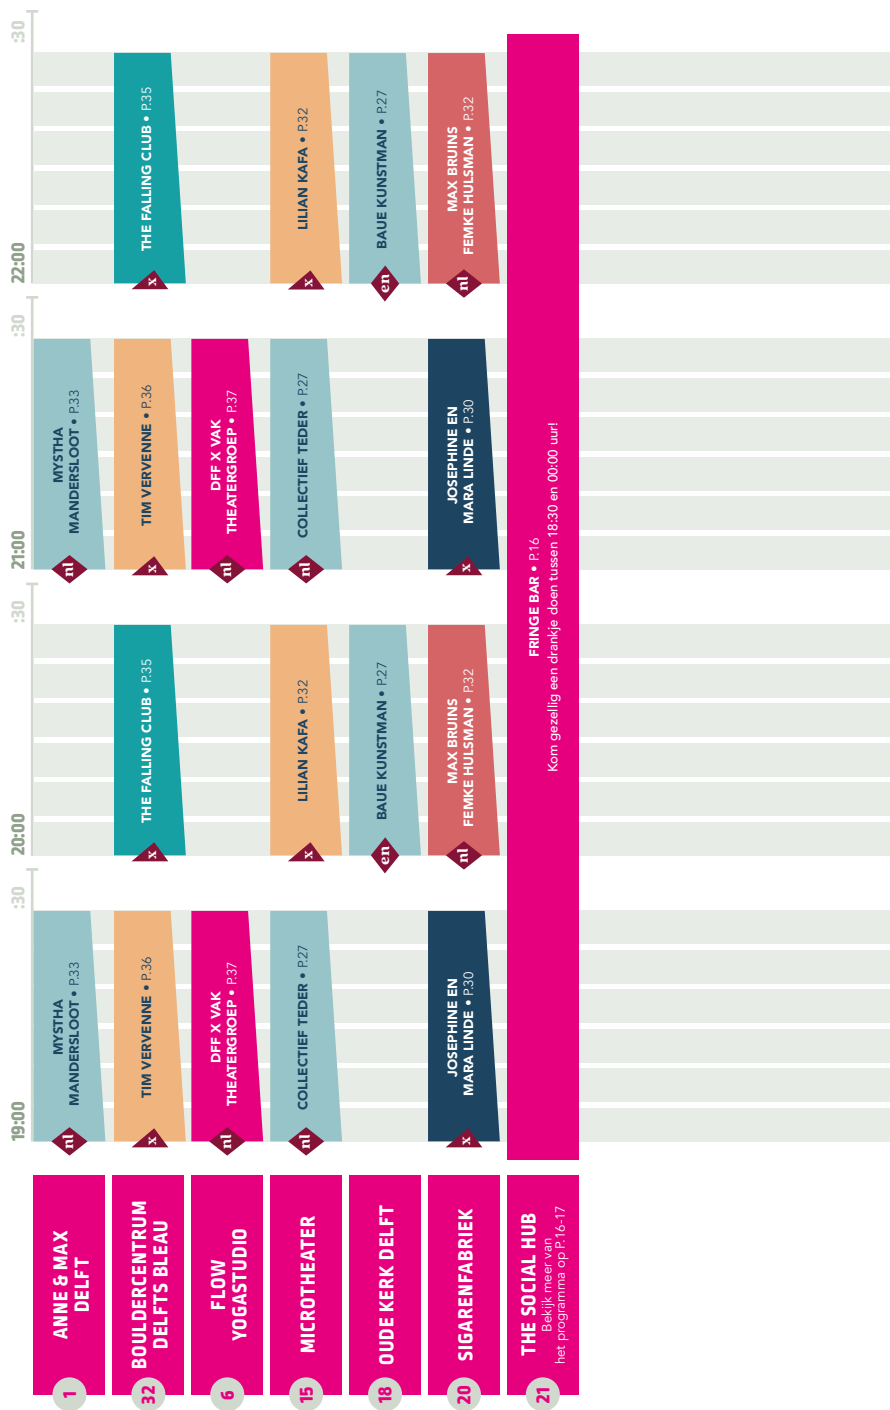 19:00
:30
20:00
:30
21:00
:30
22:00
:30
1
ANNE & MAX
DELFT
nl
MYSTHA
MANDERSLOOT • P.33
nl
MYSTHA
MANDERSLOOT • P.33
32
BOULDERCENTRUM
DELFTS BLEAU
x
TIM VERVENNE • P.36
x
THE FALLING CLUB • P.35
x
TIM VERVENNE • P.36
x
THE FALLING CLUB • P.35
6
FLOW
YOGASTUDIO
nl
DFF X VAK
THEATERGROEP • P.37
nl
DFF X VAK
THEATERGROEP • P.37
15
MICROTHEATER
nl
COLLECTIEF TEDER • P.27
x
LILIAN KAFA • P.32
nl
COLLECTIEF TEDER • P.27
x
LILIAN KAFA • P.32
18
OUDE KERK DELFT
en
BAUE KUNSTMAN • P.27
en
BAUE KUNSTMAN • P.27
20
SIGARENFABRIEK
x
JOSEPHINE EN
MARA LINDE • P.30
nl
MAX BRUINS
FEMKE HULSMAN • P.32
x
JOSEPHINE EN
MARA LINDE • P.30
nl
MAX BRUINS
FEMKE HULSMAN • P.32
21
THE SOCIAL HUB
Bekijk meer van
het programma op P.16-17
FRINGE BAR • P.16
Kom gezellig een drankje doen tussen 18:30 en 00:00 uur!